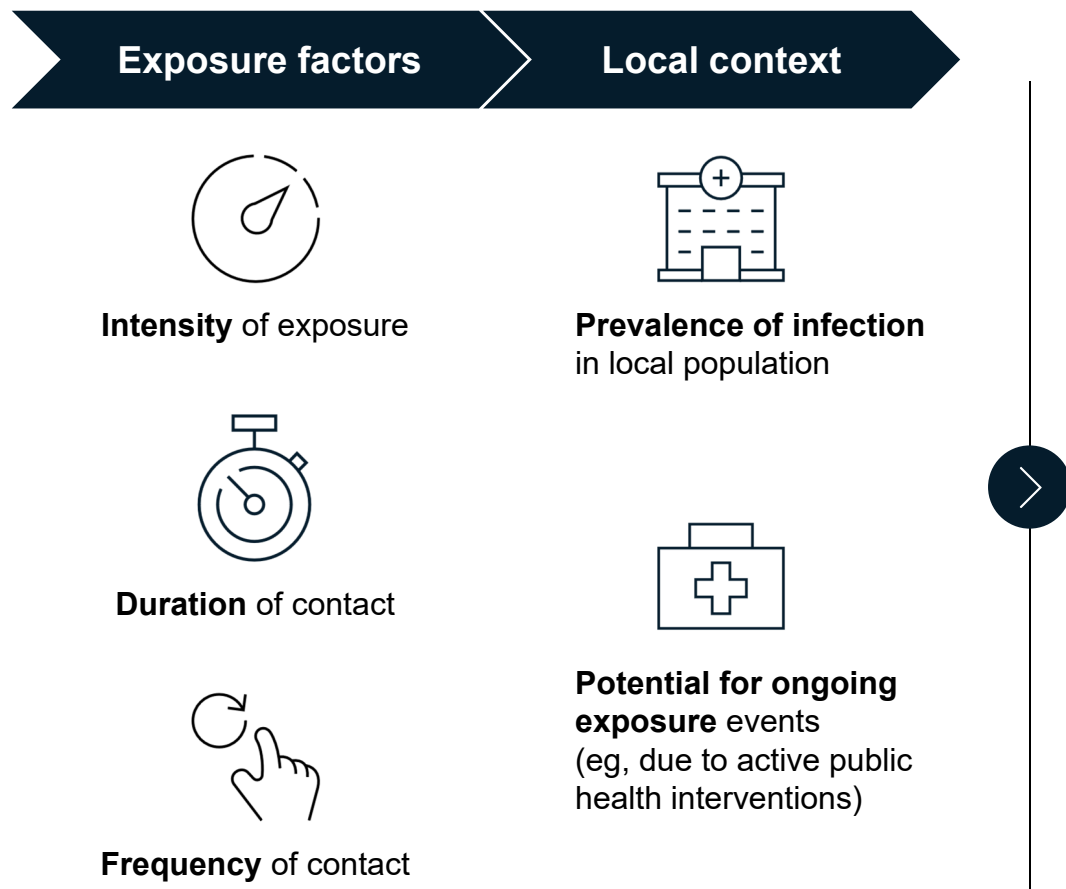 Exposure factors
Local context
Intensity of exposure
Duration of contact
Frequency of contact
Prevalence of infection
in local population
Potential for ongoing
exposure events
(eg, due to active public
health interventions)